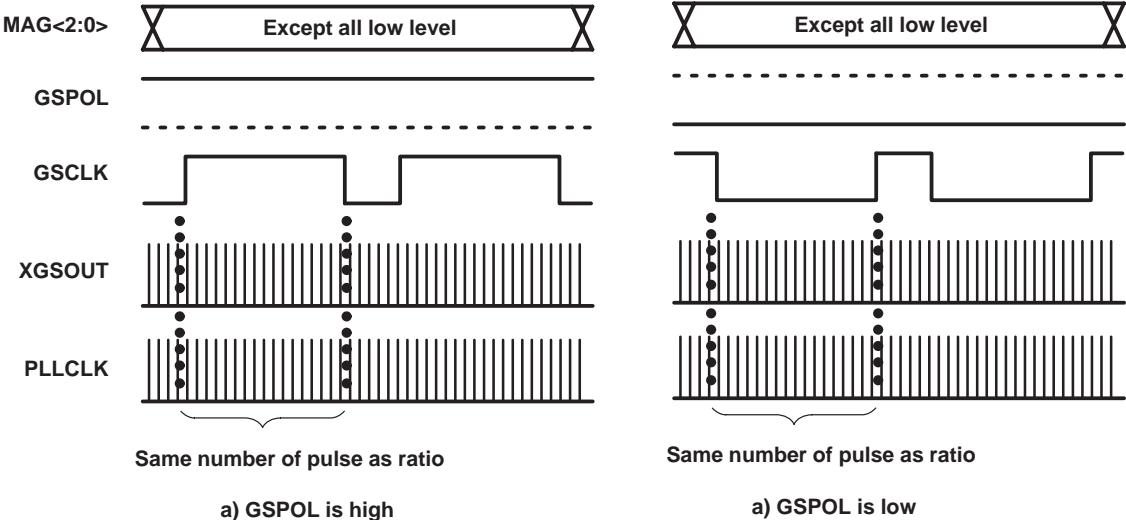 MAG<2:0>
Except all low level
Except all low level
GSPOL
GSCLK
XGSOUT
PLLCLK
Same number of pulse as ratio
Same number of pulse as ratio
a) GSPOL is high
a) GSPOL is low